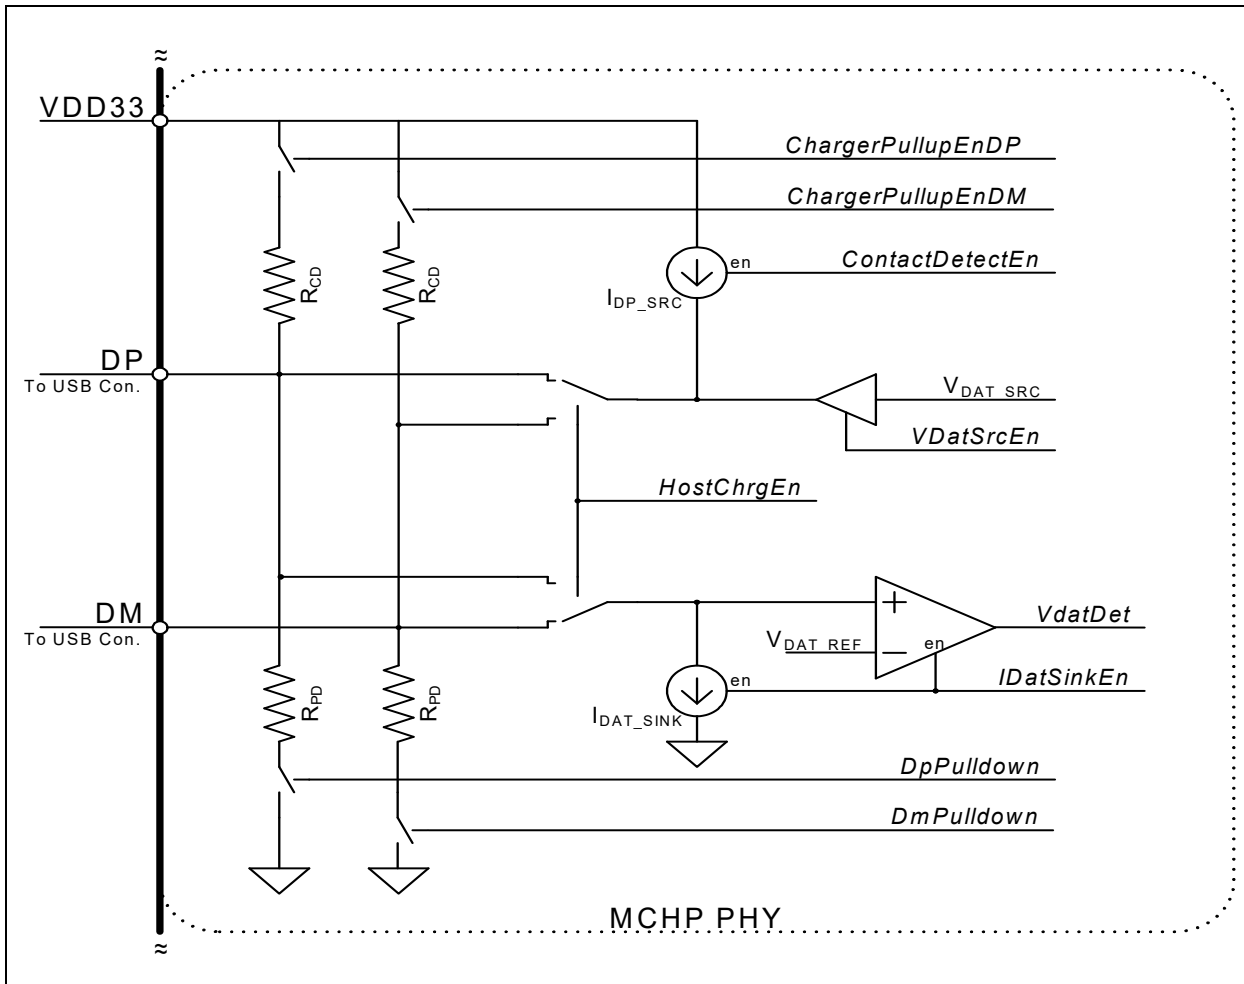 ≈
VDD33
ChargerPullupEnDP
ChargerPullupEnDM
en
ContactDetectEn
RCD
RCD
IDP_SRC
DP
To USB Con.
VDAT_SRC
VDatSrcEn
HostChrgEn
DM
To USB Con.
+
VdatDet
VDAT_REF
−
en
en
IDatSinkEn
RPD
RPD
IDAT_SINK
DpPulldown
DmPulldown
MCHP PHY
≈